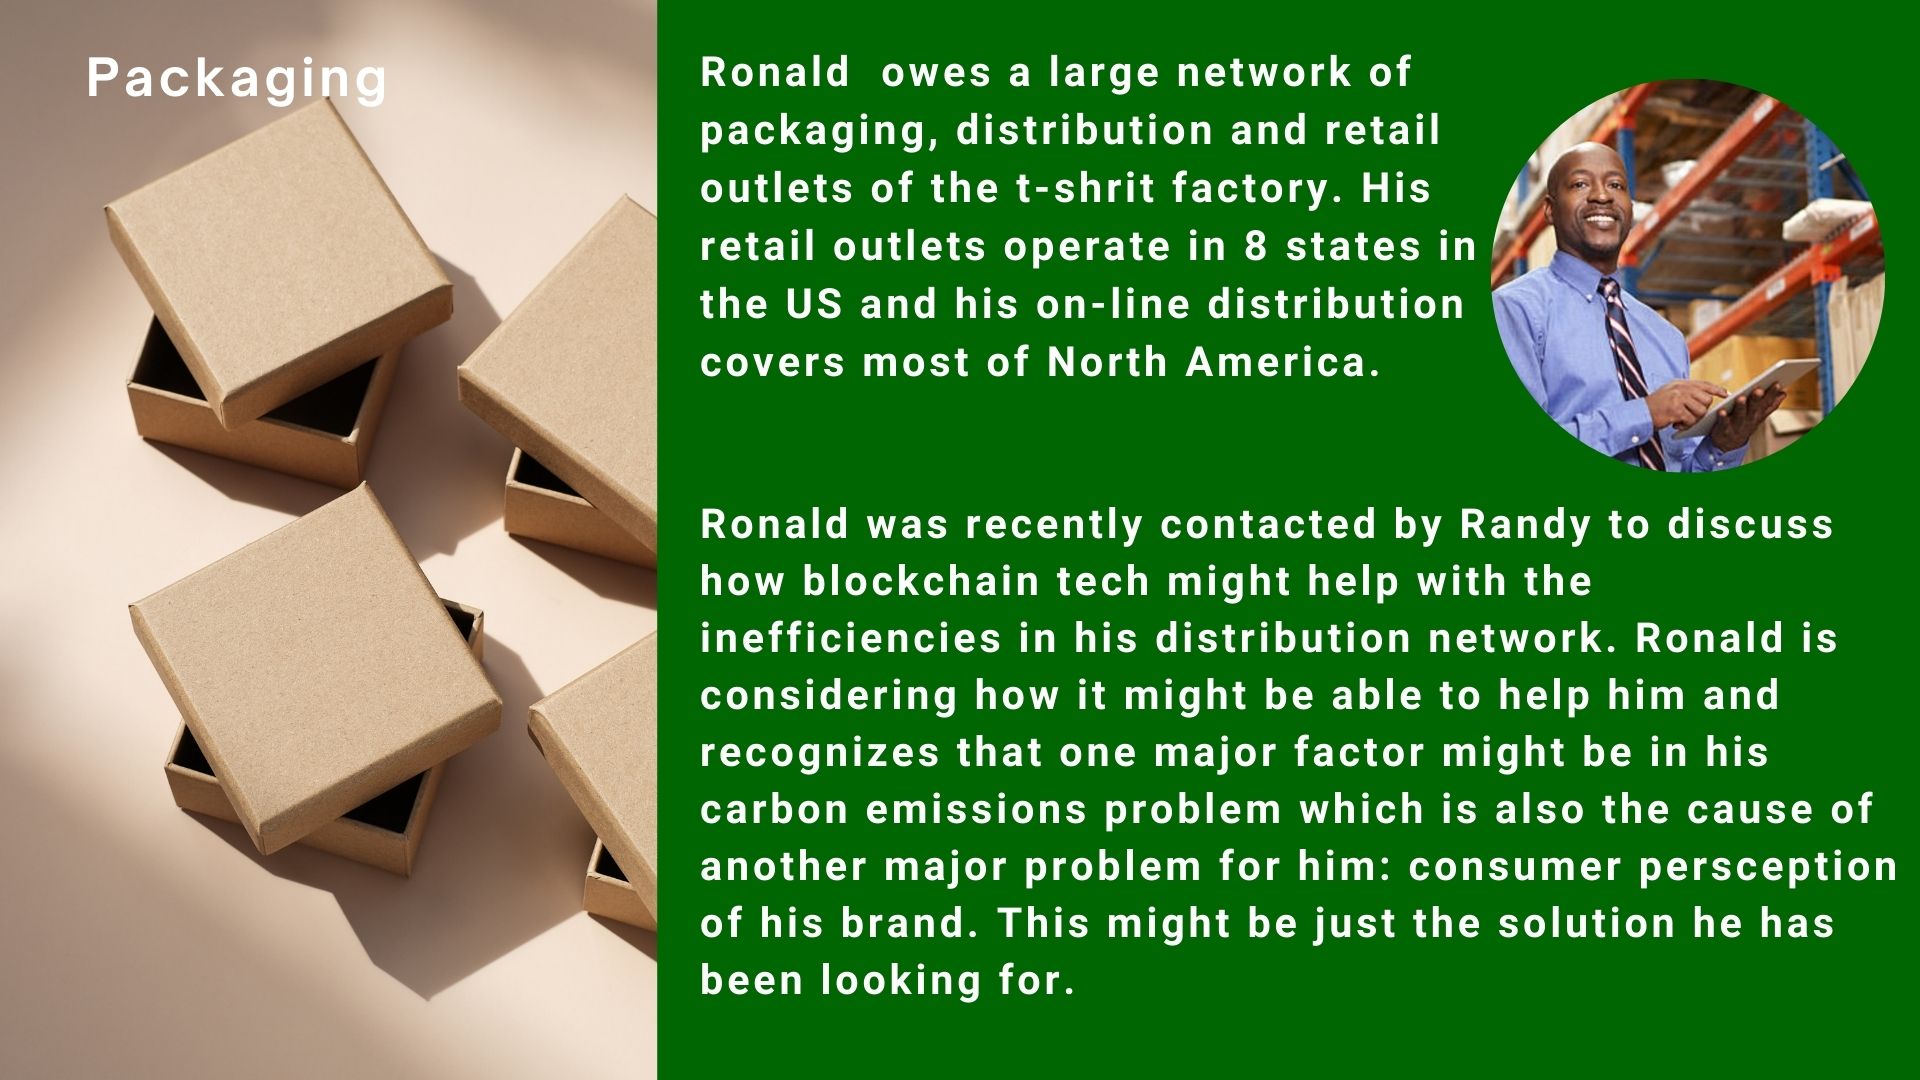 Packaging
Ronald  owes a large network of
packaging, distribution and retail
outlets of the t-shrit factory. His
retail outlets operate in 8 states in
the US and his on-line distribution
covers most of North America.
Ronald was recently contacted by Randy to discuss
how blockchain tech might help with the
inefficiencies in his distribution network. Ronald is
considering how it might be able to help him and
recognizes that one major factor might be in his
carbon emissions problem which is also the cause of
another major problem for him: consumer persception
of his brand. This might be just the solution he has
been looking for.